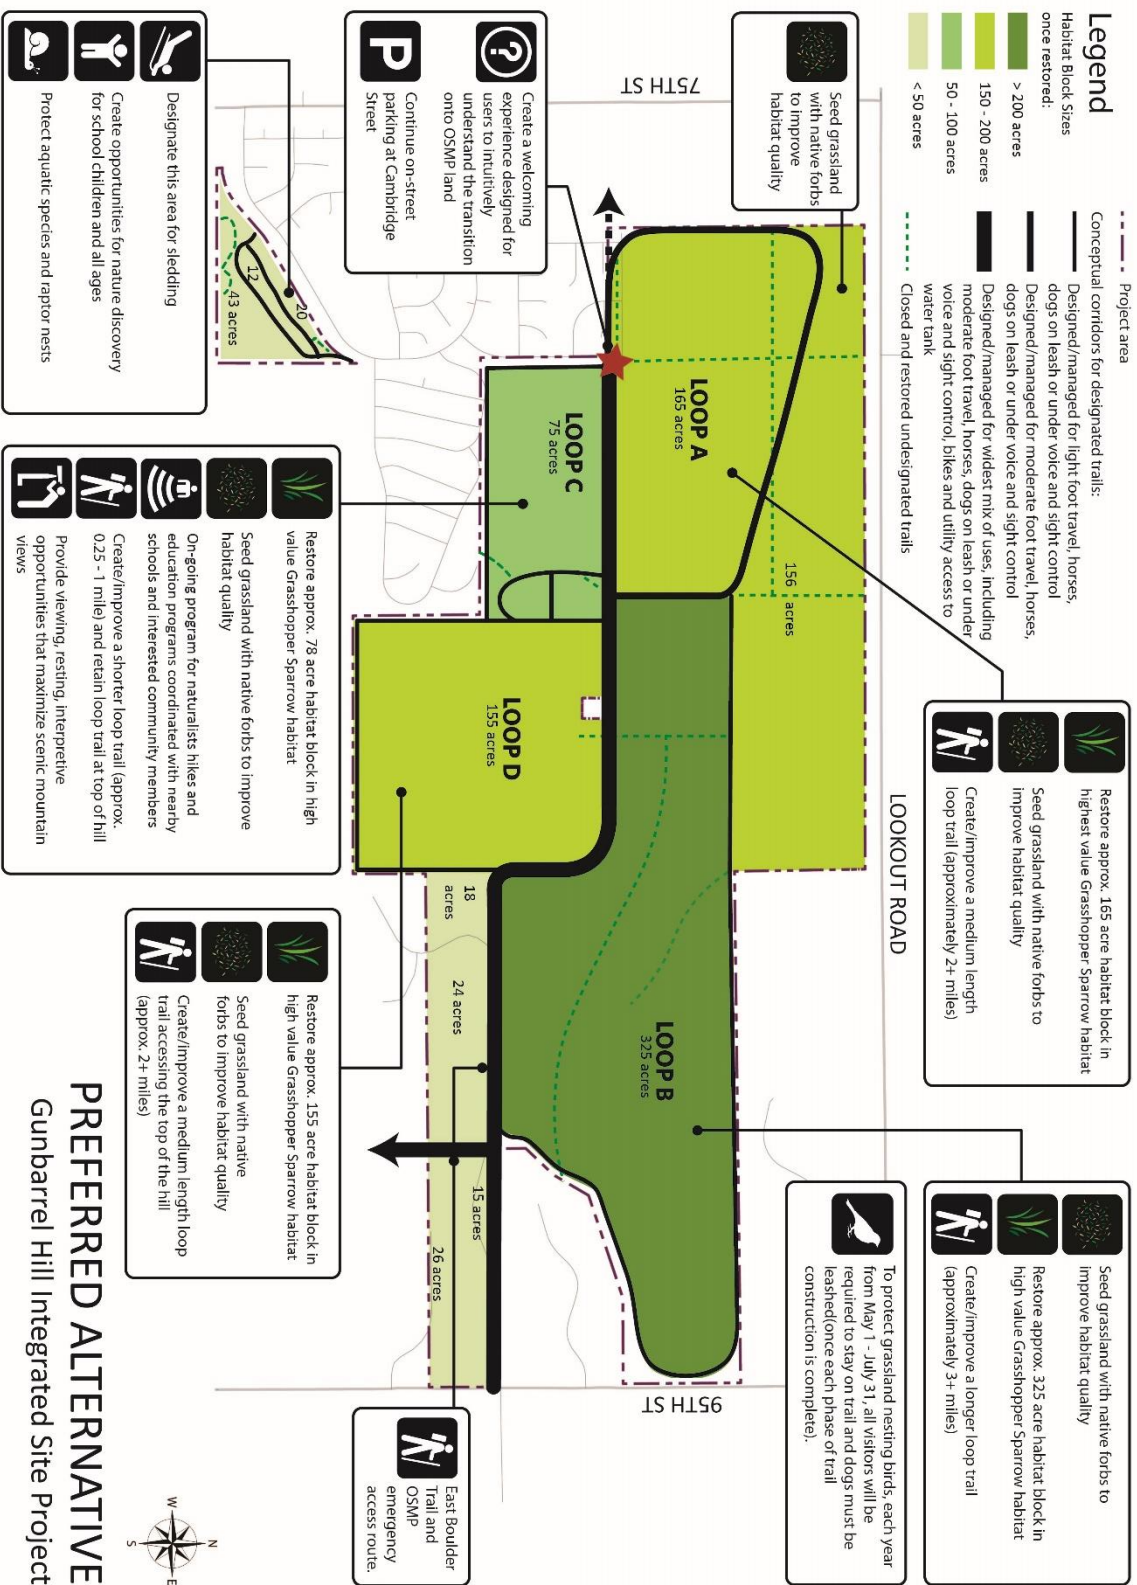 Legend
Habitat Block Sizes
once restored:
> 200 acres
150 - 200 acres
50 - 100 acres
< 50 acres
Project area
Conceptual corridors for designated trails:
Designed/managed for light foot travel, horses,
dogs on leash or under voice and sight control
Designed/managed for moderate foot travel, horses,
dogs on leash or under voice and sight control
Designed/managed for widest mix of uses, including
moderate foot travel, horses, dogs on leash or under
voice and sight control, bikes and utility access to
water tank
Closed and restored undesignated trails
Restore approx. 165 acre habitat block in
highest value Grasshopper Sparrow habitat
Seed grassland with native forbs to
improve habitat quality
Create/improve a medium length
loop trail (approximately 2+ miles)
Seed grassland with native forbs to
improve habitat quality
Restore approx. 325 acre habitat block in
high value Grasshopper Sparrow habitat
Create/improve a longer loop trail
(approximately 3+ miles)
LOOKOUT ROAD
To protect grassland nesting birds, each year
from May 1 - July 31, all visitors will be
required to stay on trail and dogs must be
leashed(once each phase of trail
construction is complete).
Seed grassland
with native forbs
to improve
habitat quality
75TH ST
95TH ST
156 acres
LOOP A
165 acres
LOOP B
325 acres
LOOP C
75 acres
LOOP D
155 acres
18
acres
24 acres
15 acres
26 acres
?
Create a welcoming
experience designed for
users to intuitively
understand the transition
onto OSMP land
P
Continue on-street
parking at Cambridge
Street
20
12
43 acres
East Boulder
Trail and
OSMP
emergency
access route.
Designate this area for sledding
Create opportunities for nature discovery
for school children and all ages
Protect aquatic species and raptor nests
Restore approx. 78 acre habitat block in high
value Grasshopper Sparrow habitat
Seed grassland with native forbs to improve
habitat quality
On-going program for naturalists hikes and
education programs coordinated with nearby
schools and interested community members
Create/improve a shorter loop trail (approx.
0.25 - 1 mile) and retain loop trail at top of hill
Provide viewing, resting, interpretive
opportunities that maximize scenic mountain
views
Restore approx. 155 acre habitat block in
high value Grasshopper Sparrow habitat
Seed grassland with native
forbs to improve habitat quality
Create/improve a medium length loop
trail accessing the top of the hill
(approx. 2+ miles)
PREFERRED ALTERNATIVE
Gunbarrel Hill Integrated Site Project
N
W
E
S